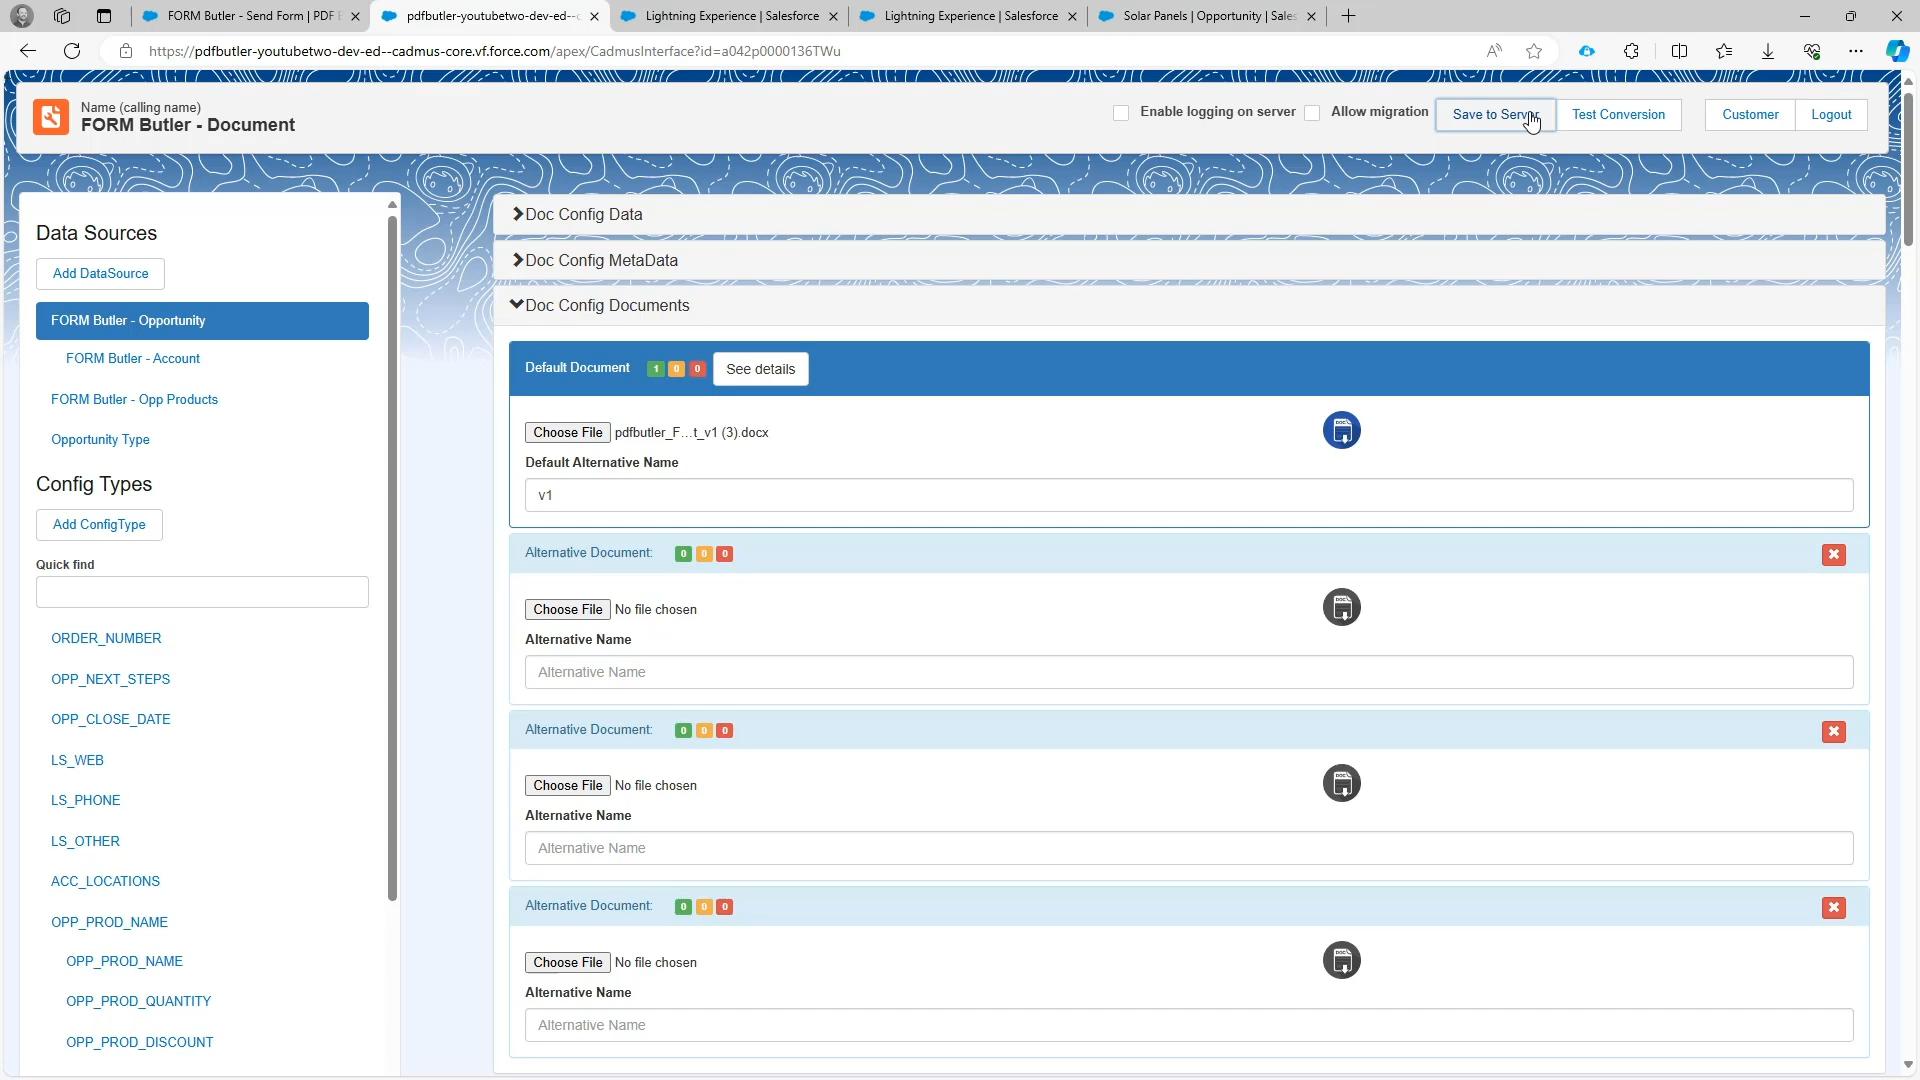 FORM Butler - Send Form | PDF B
pdfbutler-youtubetwo-dev-ed--c
Lightning Experience | Salesforce
Lightning Experience | Salesforce
Solar Panels | Opportunity | Sales
https://pdfbutler-youtubetwo-dev-ed--cadmus-core.vf.force.com/apex/CadmusInterface?id=a042p0000136TWu
Name (calling name)
FORM Butler - Document
Enable logging on server
Allow migration
Save to Server
Test Conversion
Customer
Logout
Data Sources
Add DataSource
FORM Butler - Opportunity
FORM Butler - Account
FORM Butler - Opp Products
Opportunity Type
Config Types
Add ConfigType
Quick find
ORDER_NUMBER
OPP_NEXT_STEPS
OPP_CLOSE_DATE
LS_WEB
LS_PHONE
LS_OTHER
ACC_LOCATIONS
OPP_PROD_NAME
OPP_PROD_NAME
OPP_PROD_QUANTITY
OPP_PROD_DISCOUNT
Doc Config Data
Doc Config MetaData
Doc Config Documents
Default Document 1 0 0 See details
Choose File pdfbutler_F...t_v1 (3).docx
Default Alternative Name
v1
Alternative Document: 0 0 0
Choose File No file chosen
Alternative Name
Alternative Name
Alternative Document: 0 0 0
Choose File No file chosen
Alternative Name
Alternative Name
Alternative Document: 0 0 0
Choose File No file chosen
Alternative Name
Alternative Name